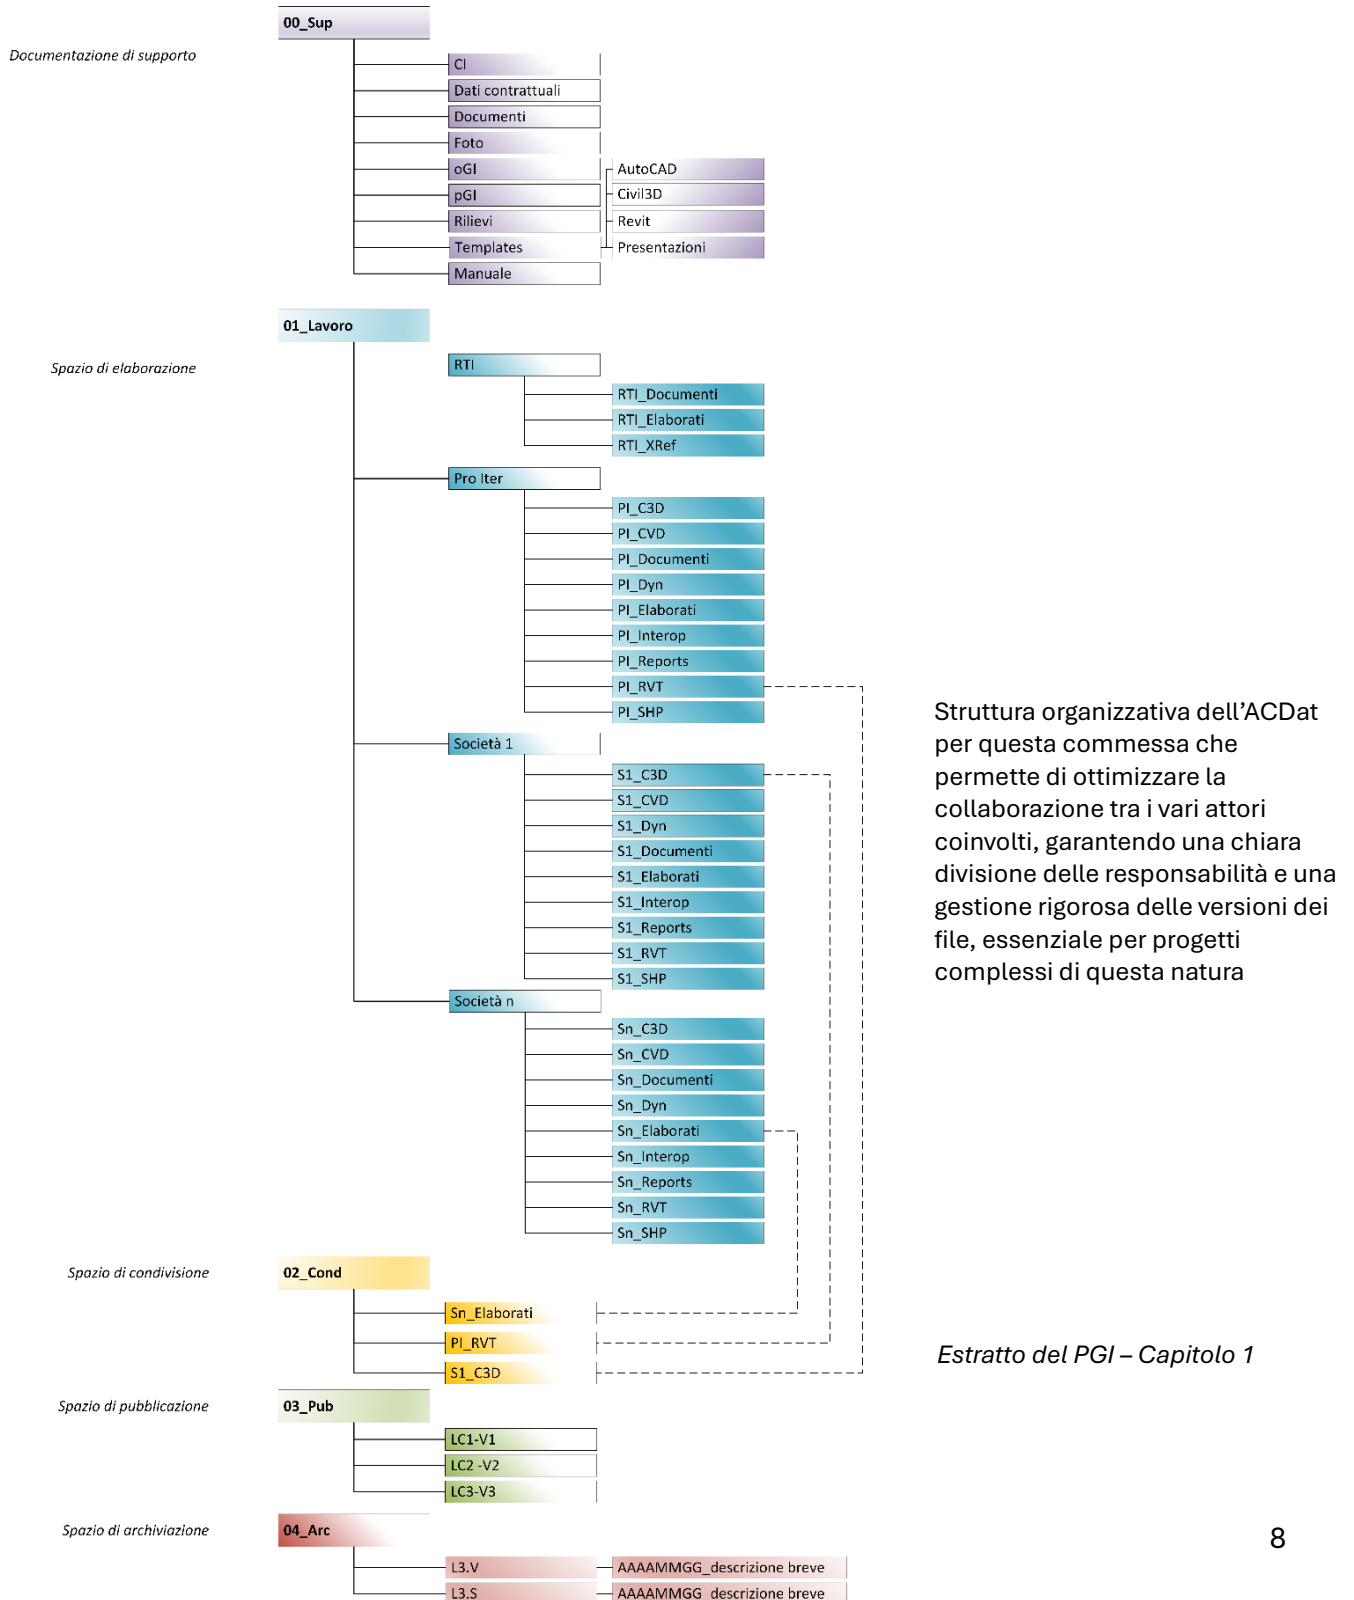 00_Sup
Documentazione di supporto
CI
Dati contrattuali
Documenti
Foto
oGI
AutoCAD
pGI
Civil3D
Rilievi
Revit
Templates
Presentazioni
Manuale
01_Lavoro
Spazio di elaborazione
RTI
RTI_Documenti
RTI_Elaborati
RTI_XRef
Pro Iter
PI_C3D
PI_CVD
PI_Documenti
PI_Dyn
PI_Elaborati
PI_Interop
PI_Reports
PI_RVT
PI_SHP
Società 1
S1_C3D
S1_CVD
S1_Dyn
S1_Documenti
S1_Elaborati
S1_Interop
S1_Reports
S1_RVT
S1_SHP
Società n
Sn_C3D
Sn_CVD
Sn_Documenti
Sn_Dyn
Sn_Elaborati
Sn_Interop
Sn_Reports
Sn_RVT
Sn_SHP
Struttura organizzativa dell'ACDat
per questa commessa che
permette di ottimizzare la
collaborazione tra i vari attori
coinvolti, garantendo una chiara
divisione delle responsabilità e una
gestione rigorosa delle versioni dei
file, essenziale per progetti
complessi di questa natura
Spazio di condivisione
02_Cond
Sn_Elaborati
PI_RVT
S1_C3D
Estratto del PGI – Capitolo 1
Spazio di pubblicazione
03_Pub
LC1-V1
LC2 -V2
LC3-V3
Spazio di archiviazione
04_Arc
L3.V
AAAAMMGG_descrizione breve
L3.S
AAAAMMGG_descrizione breve
8